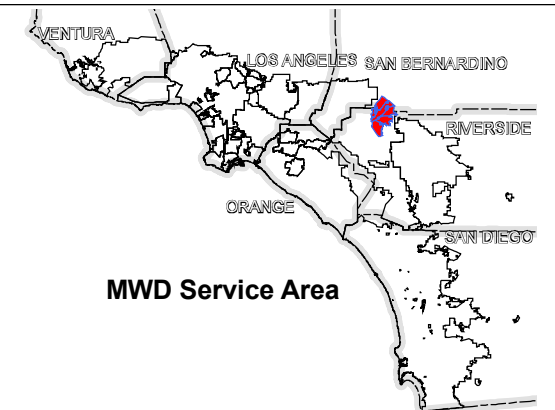 VENTURA
LOS ANGELES
SAN BERNARDINO
RIVERSIDE
ORANGE
SAN DIEGO
MWD Service Area